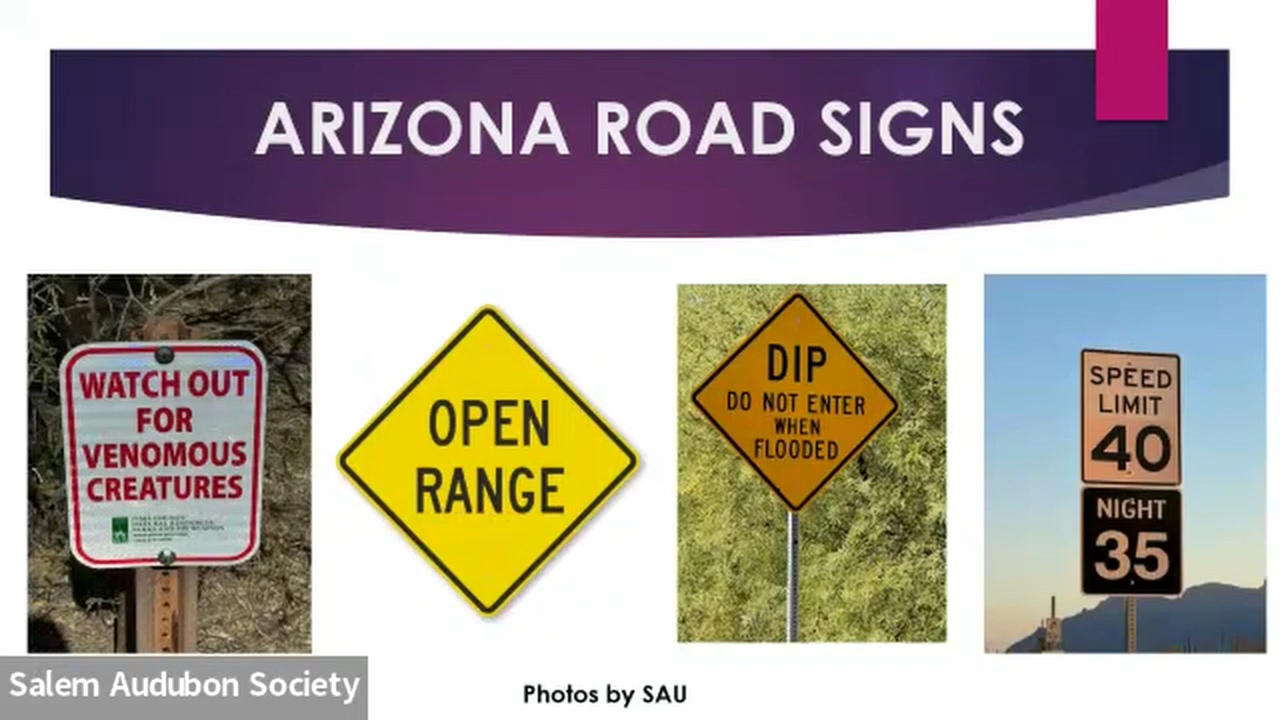 ARIZONA ROAD SIGNS
WATCH OUT
FOR
VENOMOUS
CREATURES
OPEN
RANGE
DIP
DO NOT ENTER
WHEN
FLOODED
SPEED
LIMIT
40
NIGHT
35
Salem Audubon Society
Photos by SAU